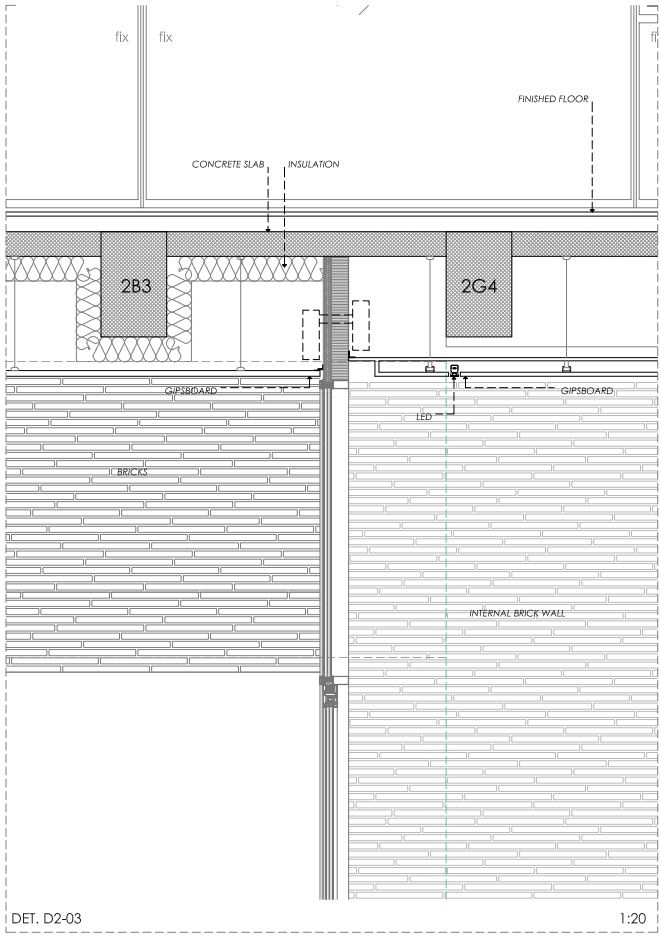 fix
fix
FINISHED FLOOR
CONCRETE SLAB
INSULATION
2B3
2G4
GIPSBOARD
GIPSBOARD
LED
BRICKS
INTERNAL BRICK WALL
DET. D2-03
1:20